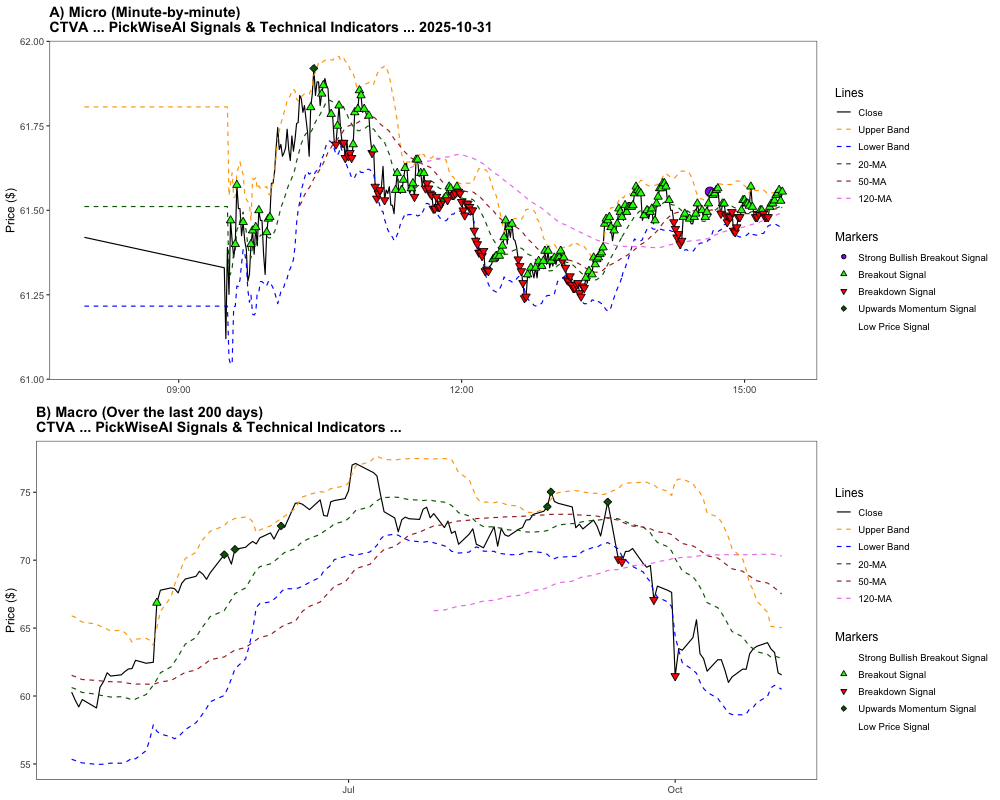 A) Micro (Minute-by-minute)
CTVA ... PickWiseAI Signals & Technical Indicators ... 2025-10-31
Price ($)
62.00
61.75
61.50
61.25
61.00
09:00
12:00
15:00
Lines
Close
Upper Band
Lower Band
20-MA
50-MA
120-MA
Markers
Strong Bullish Breakout Signal
Breakout Signal
Breakdown Signal
Upwards Momentum Signal
Low Price Signal
B) Macro (Over the last 200 days)
CTVA ... PickWiseAI Signals & Technical Indicators ...
Price ($)
75
70
65
60
55
Jul
Oct
Lines
Close
Upper Band
Lower Band
20-MA
50-MA
120-MA
Markers
Strong Bullish Breakout Signal
Breakout Signal
Breakdown Signal
Upwards Momentum Signal
Low Price Signal